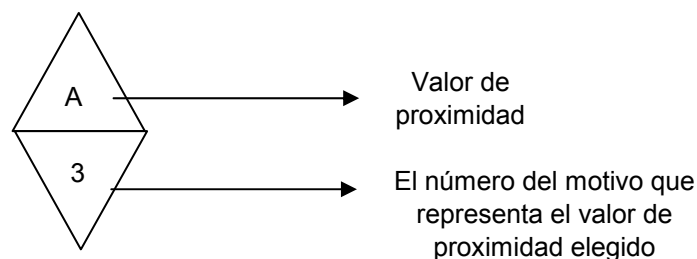 A
Valor de
proximidad
3
El número del motivo que
representa el valor de
proximidad elegido